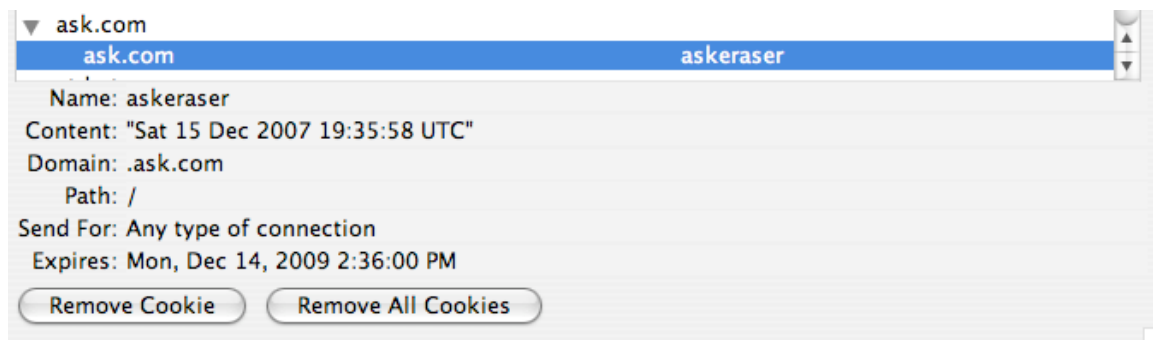 ask.com
ask.com askeraser
Name: askeraser
Content: "Sat 15 Dec 2007 19:35:58 UTC"
Domain: .ask.com
Path: /
Send For: Any type of connection
Expires: Mon, Dec 14, 2009 2:36:00 PM
Remove Cookie Remove All Cookies